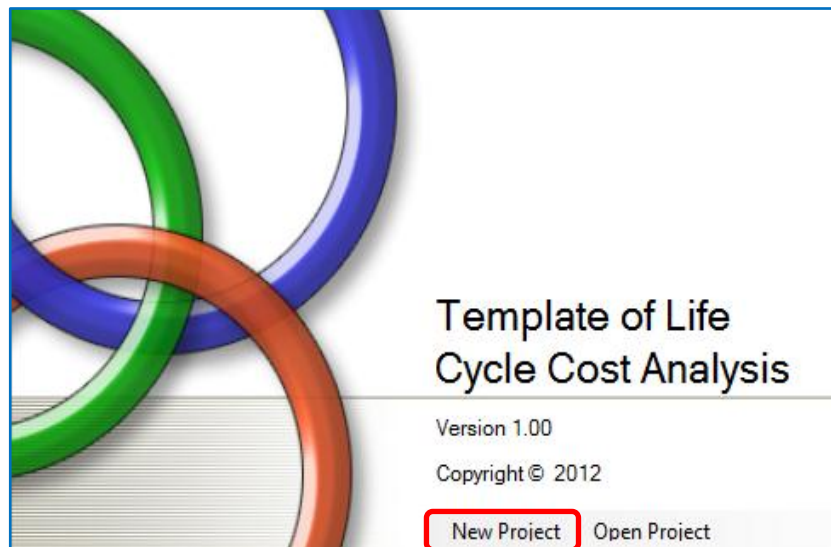 Template of Life
Cycle Cost Analysis
Version 1.00
Copyright © 2012
New Project Open Project